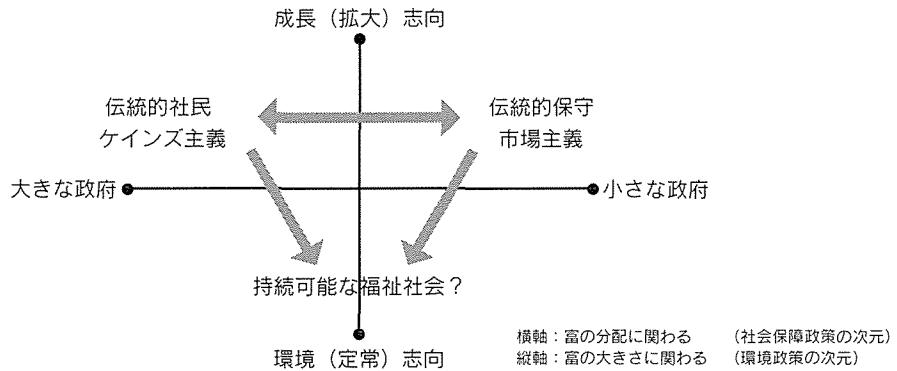 成長（拡大）志向
伝統的社民
ケインズ主義
伝統的保守
市場主義
大きな政府
小さな政府
持続可能な福祉社会？
環境（定常）志向
横軸：富の分配に関わる　　（社会保障政策の次元）
縦軸：富の大きさに関わる　（環境政策の次元）